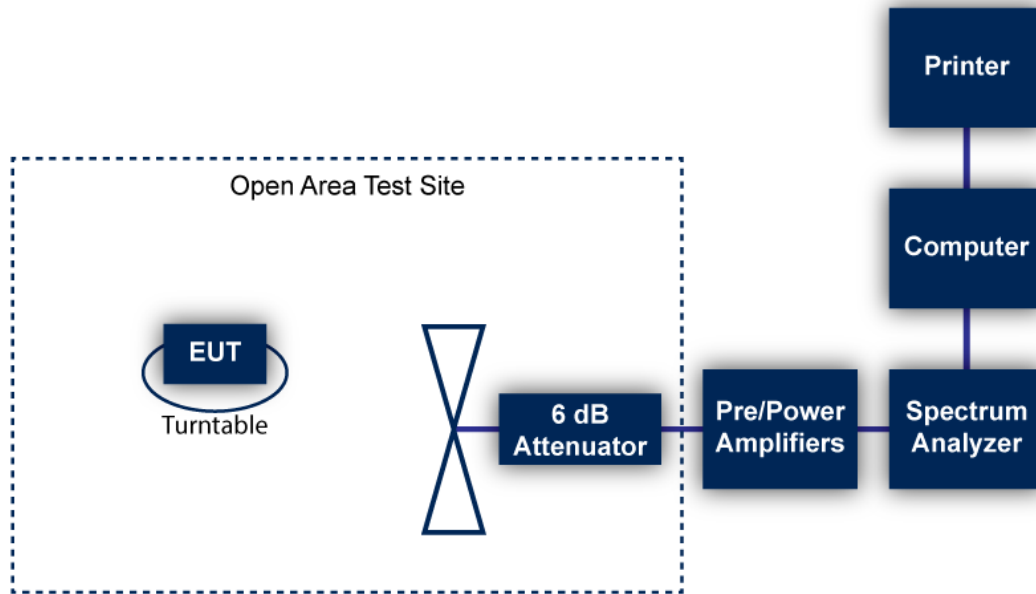 Printer
Open Area Test Site
Computer
EUT
Turntable
6 dB
Attenuator
Pre/Power
Amplifiers
Spectrum
Analyzer